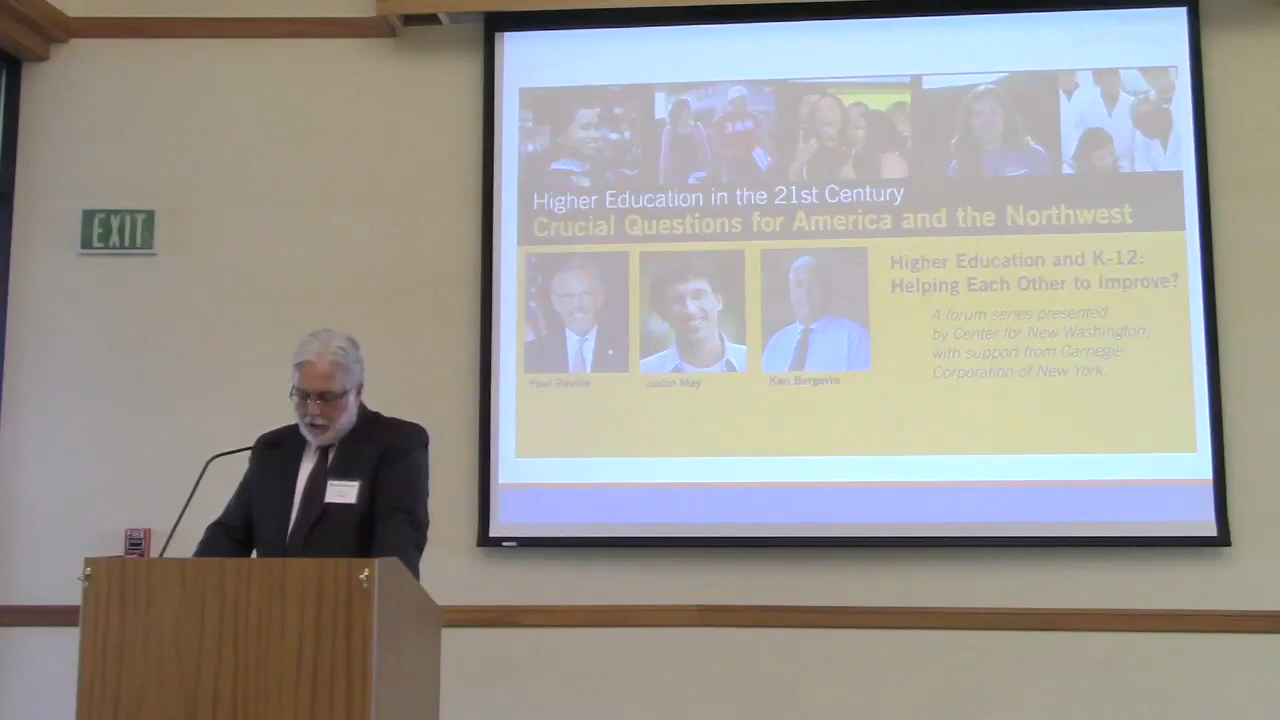 EXIT
FIRE
Higher Education in the 21st Century
Crucial Questions for America and the Northwest
Higher Education and K-12:
Helping Each Other to Improve?
A forum series presented
by Center for New Washington,
with support from Carnegie
Corporation of New York.
Paul Reville
Justin May
Ken Bergevin